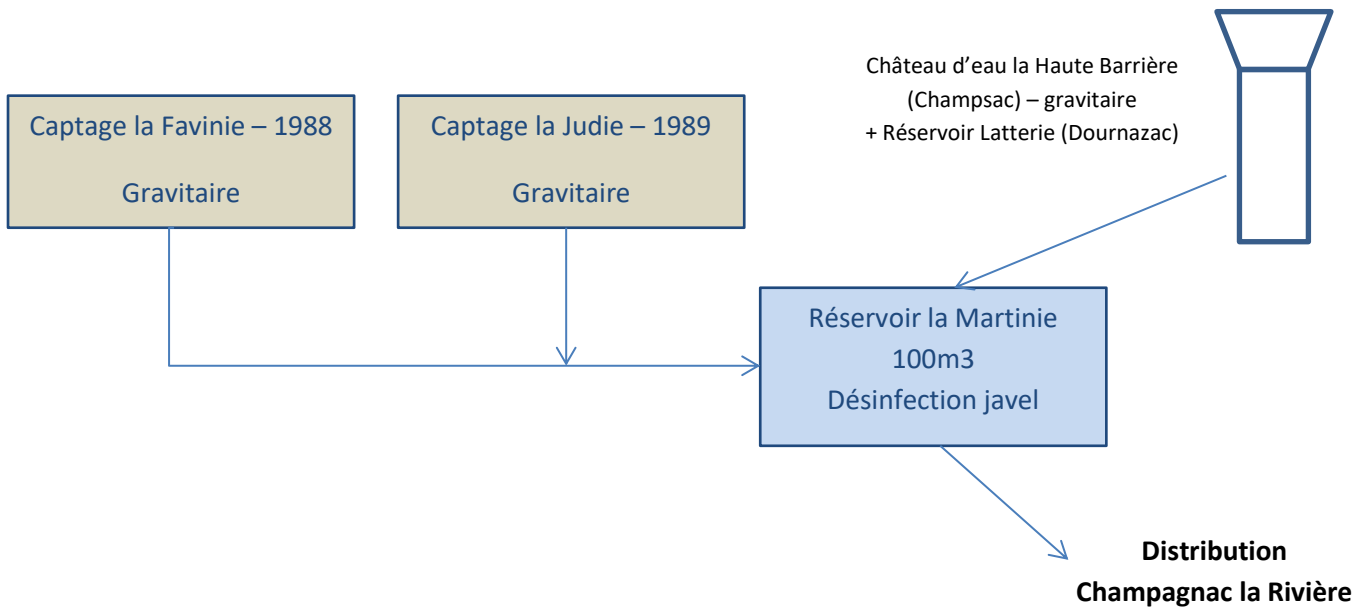 Château d’eau la Haute Barrière
(Champsac) – gravitaire
+ Réservoir Latterie (Dournazac)
Captage la Favinie – 1988
Gravitaire
Captage la Judie – 1989
Gravitaire
Réservoir la Martinie
100m3
Désinfection javel
Distribution
Champagnac la Rivière